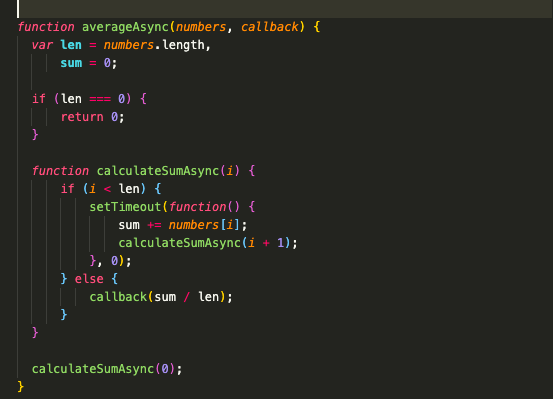 function averageAsync(numbers, callback) {
  var len = numbers.length,
      sum = 0;

  if (len === 0) {
      return 0;
  }

  function calculateSumAsync(i) {
      if (i < len) {
          setTimeout(function() {
              sum += numbers[i];
              calculateSumAsync(i + 1);
          }, 0);
      } else {
          callback(sum / len);
      }
  }

  calculateSumAsync(0);
}